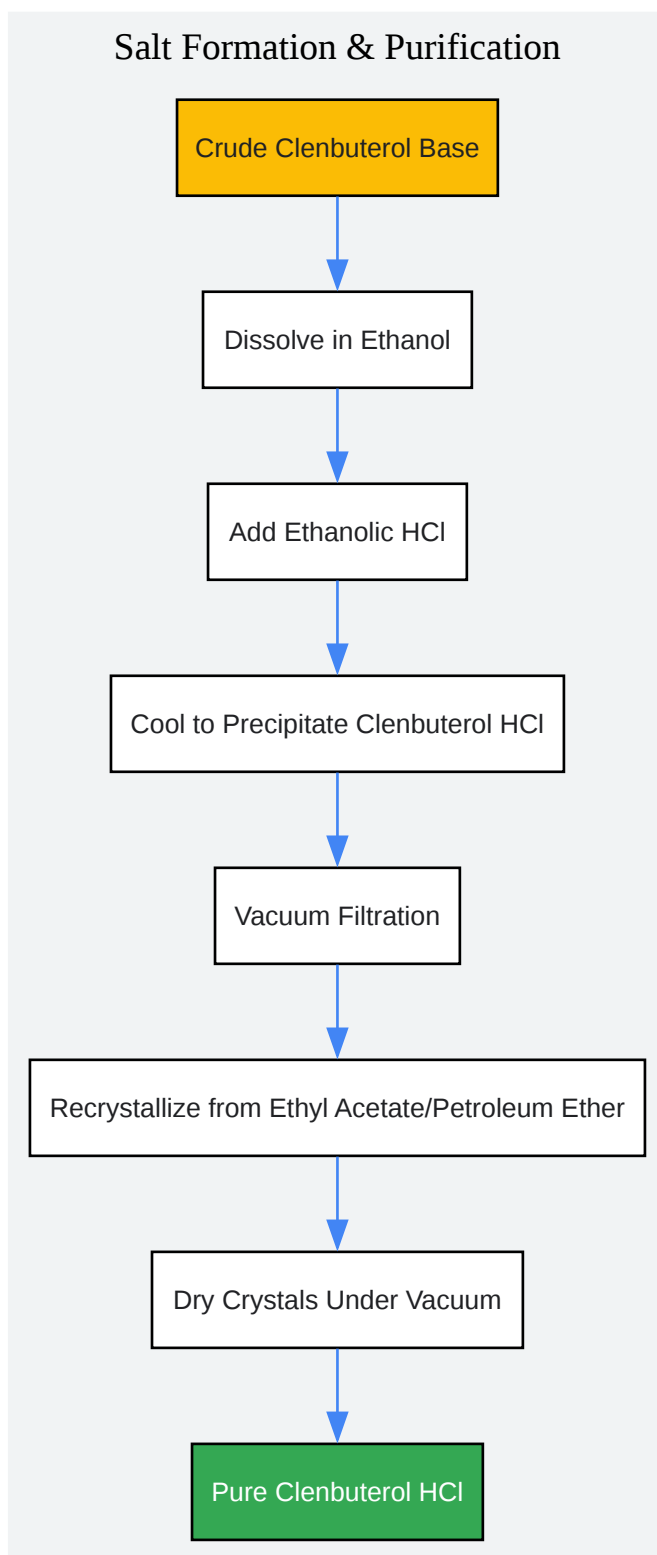 Salt Formation & Purification
Crude Clenbuterol Base
Dissolve in Ethanol
Add Ethanolic HCl
Cool to Precipitate Clenbuterol HCl
Vacuum Filtration
Recrystallize from Ethyl Acetate/Petroleum Ether
Dry Crystals Under Vacuum
Pure Clenbuterol HCl